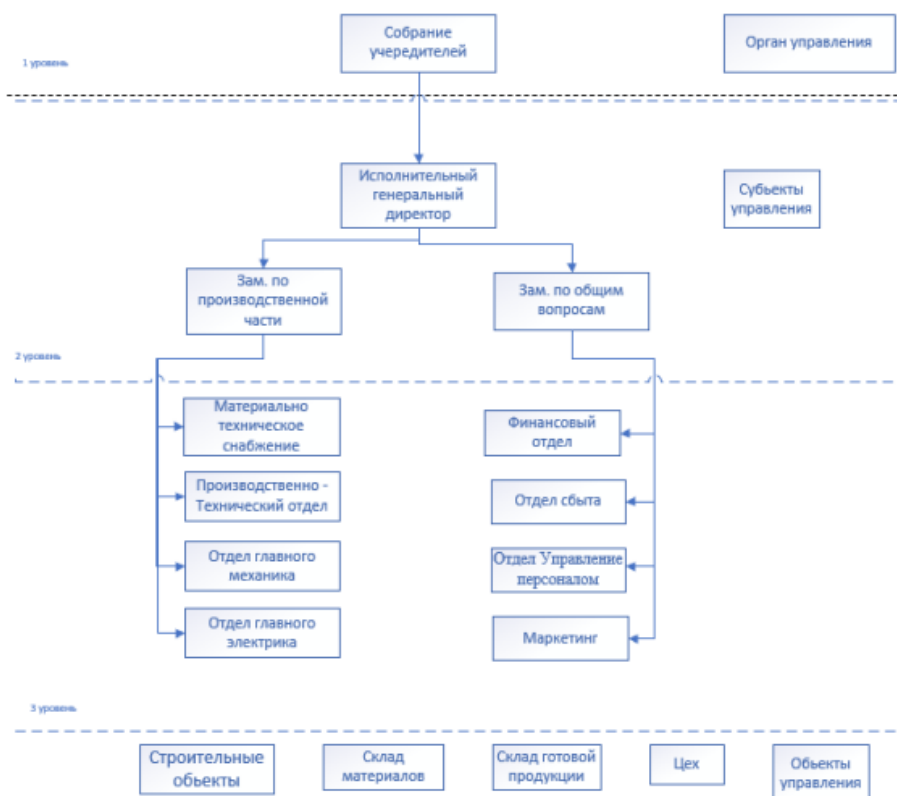 Собрание
учередителей
Орган управления
1 уровень
Исполнительный
генеральный
директор
Субьекты
управления
Зам. по
производственной
части
Зам. по общим
вопросам
2 уровень
Материально
техническое
снабжение
Финансовый
отдел
Производственно -
Технический отдел
Отдел сбыта
Отдел главного
механика
Отдел Управление
персоналом
Отдел главного
электрика
Маркетинг
3 уровень
Строительные
обьекты
Склад
материалов
Склад готовой
продукции
Цех
Обьекты
управления